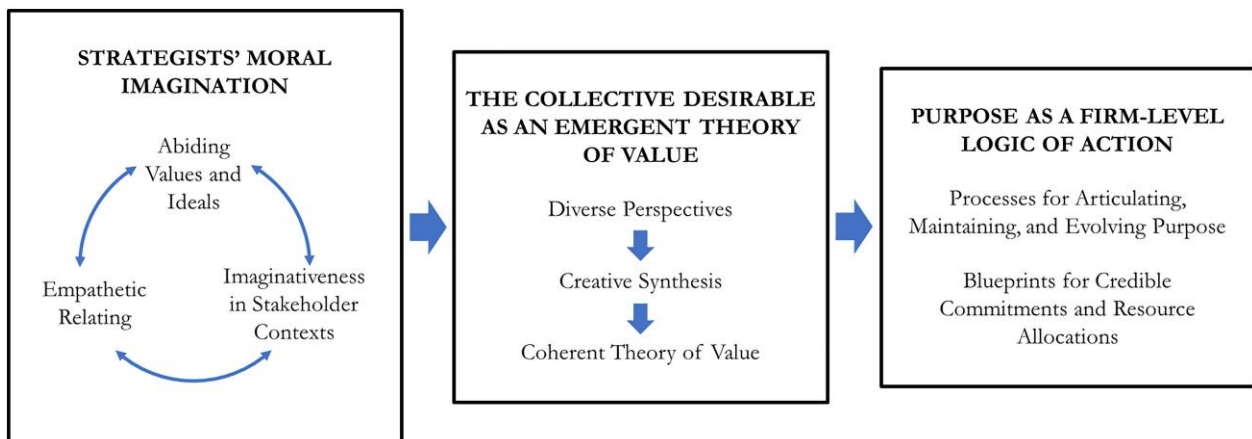 STRATEGISTS’ MORAL
IMAGINATION
Abiding
Values and
Ideals
Empathetic
Relating
Imaginativeness
in Stakeholder
Contexts
THE COLLECTIVE DESIRABLE
AS AN EMERGENT THEORY
OF VALUE
Diverse Perspectives
Creative Synthesis
Coherent Theory of Value
PURPOSE AS A FIRM-LEVEL
LOGIC OF ACTION
Processes for Articulating,
Maintaining, and Evolving Purpose
Blueprints for Credible
Commitments and Resource
Allocations